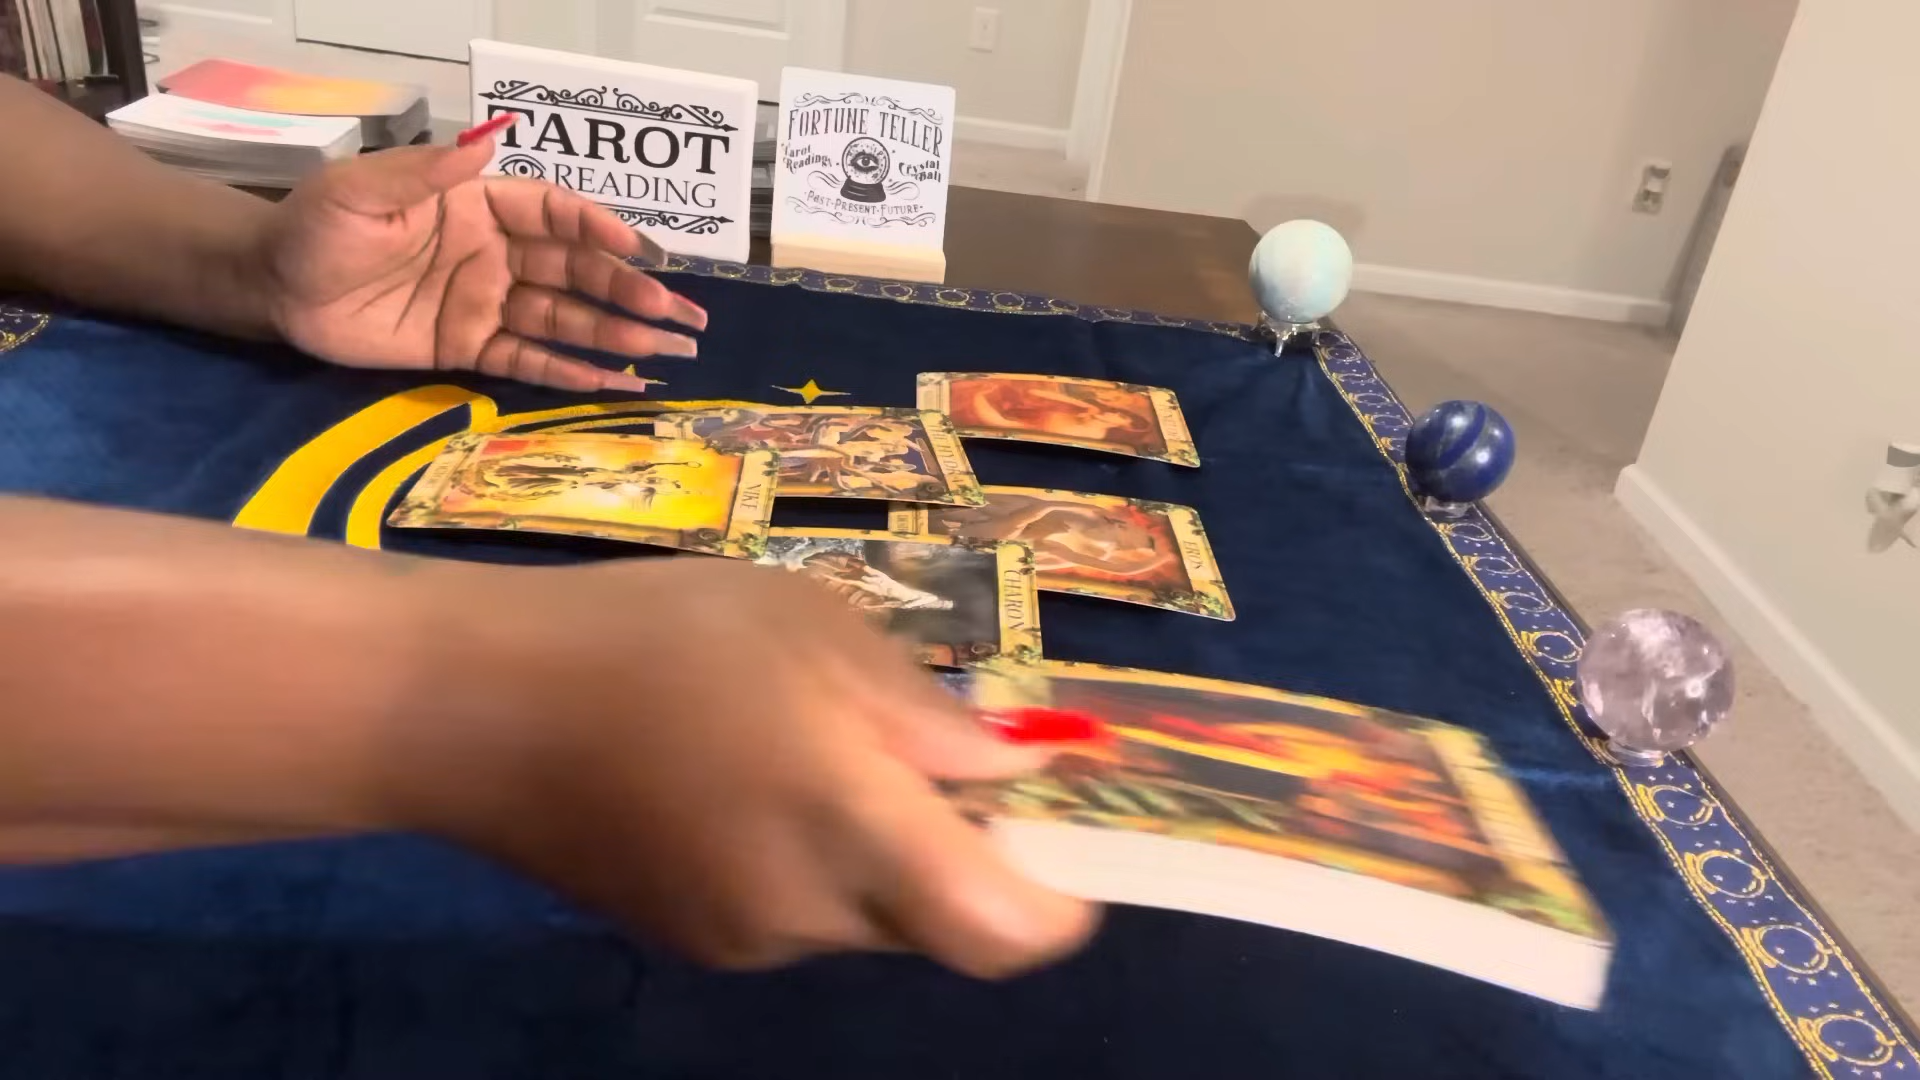 TAROT
READING
FORTUNE TELLER
Tarot
Readings
Crystal
Ball
·PAST·PRESENT·FUTURE·
NIKE
EROS
CHARON